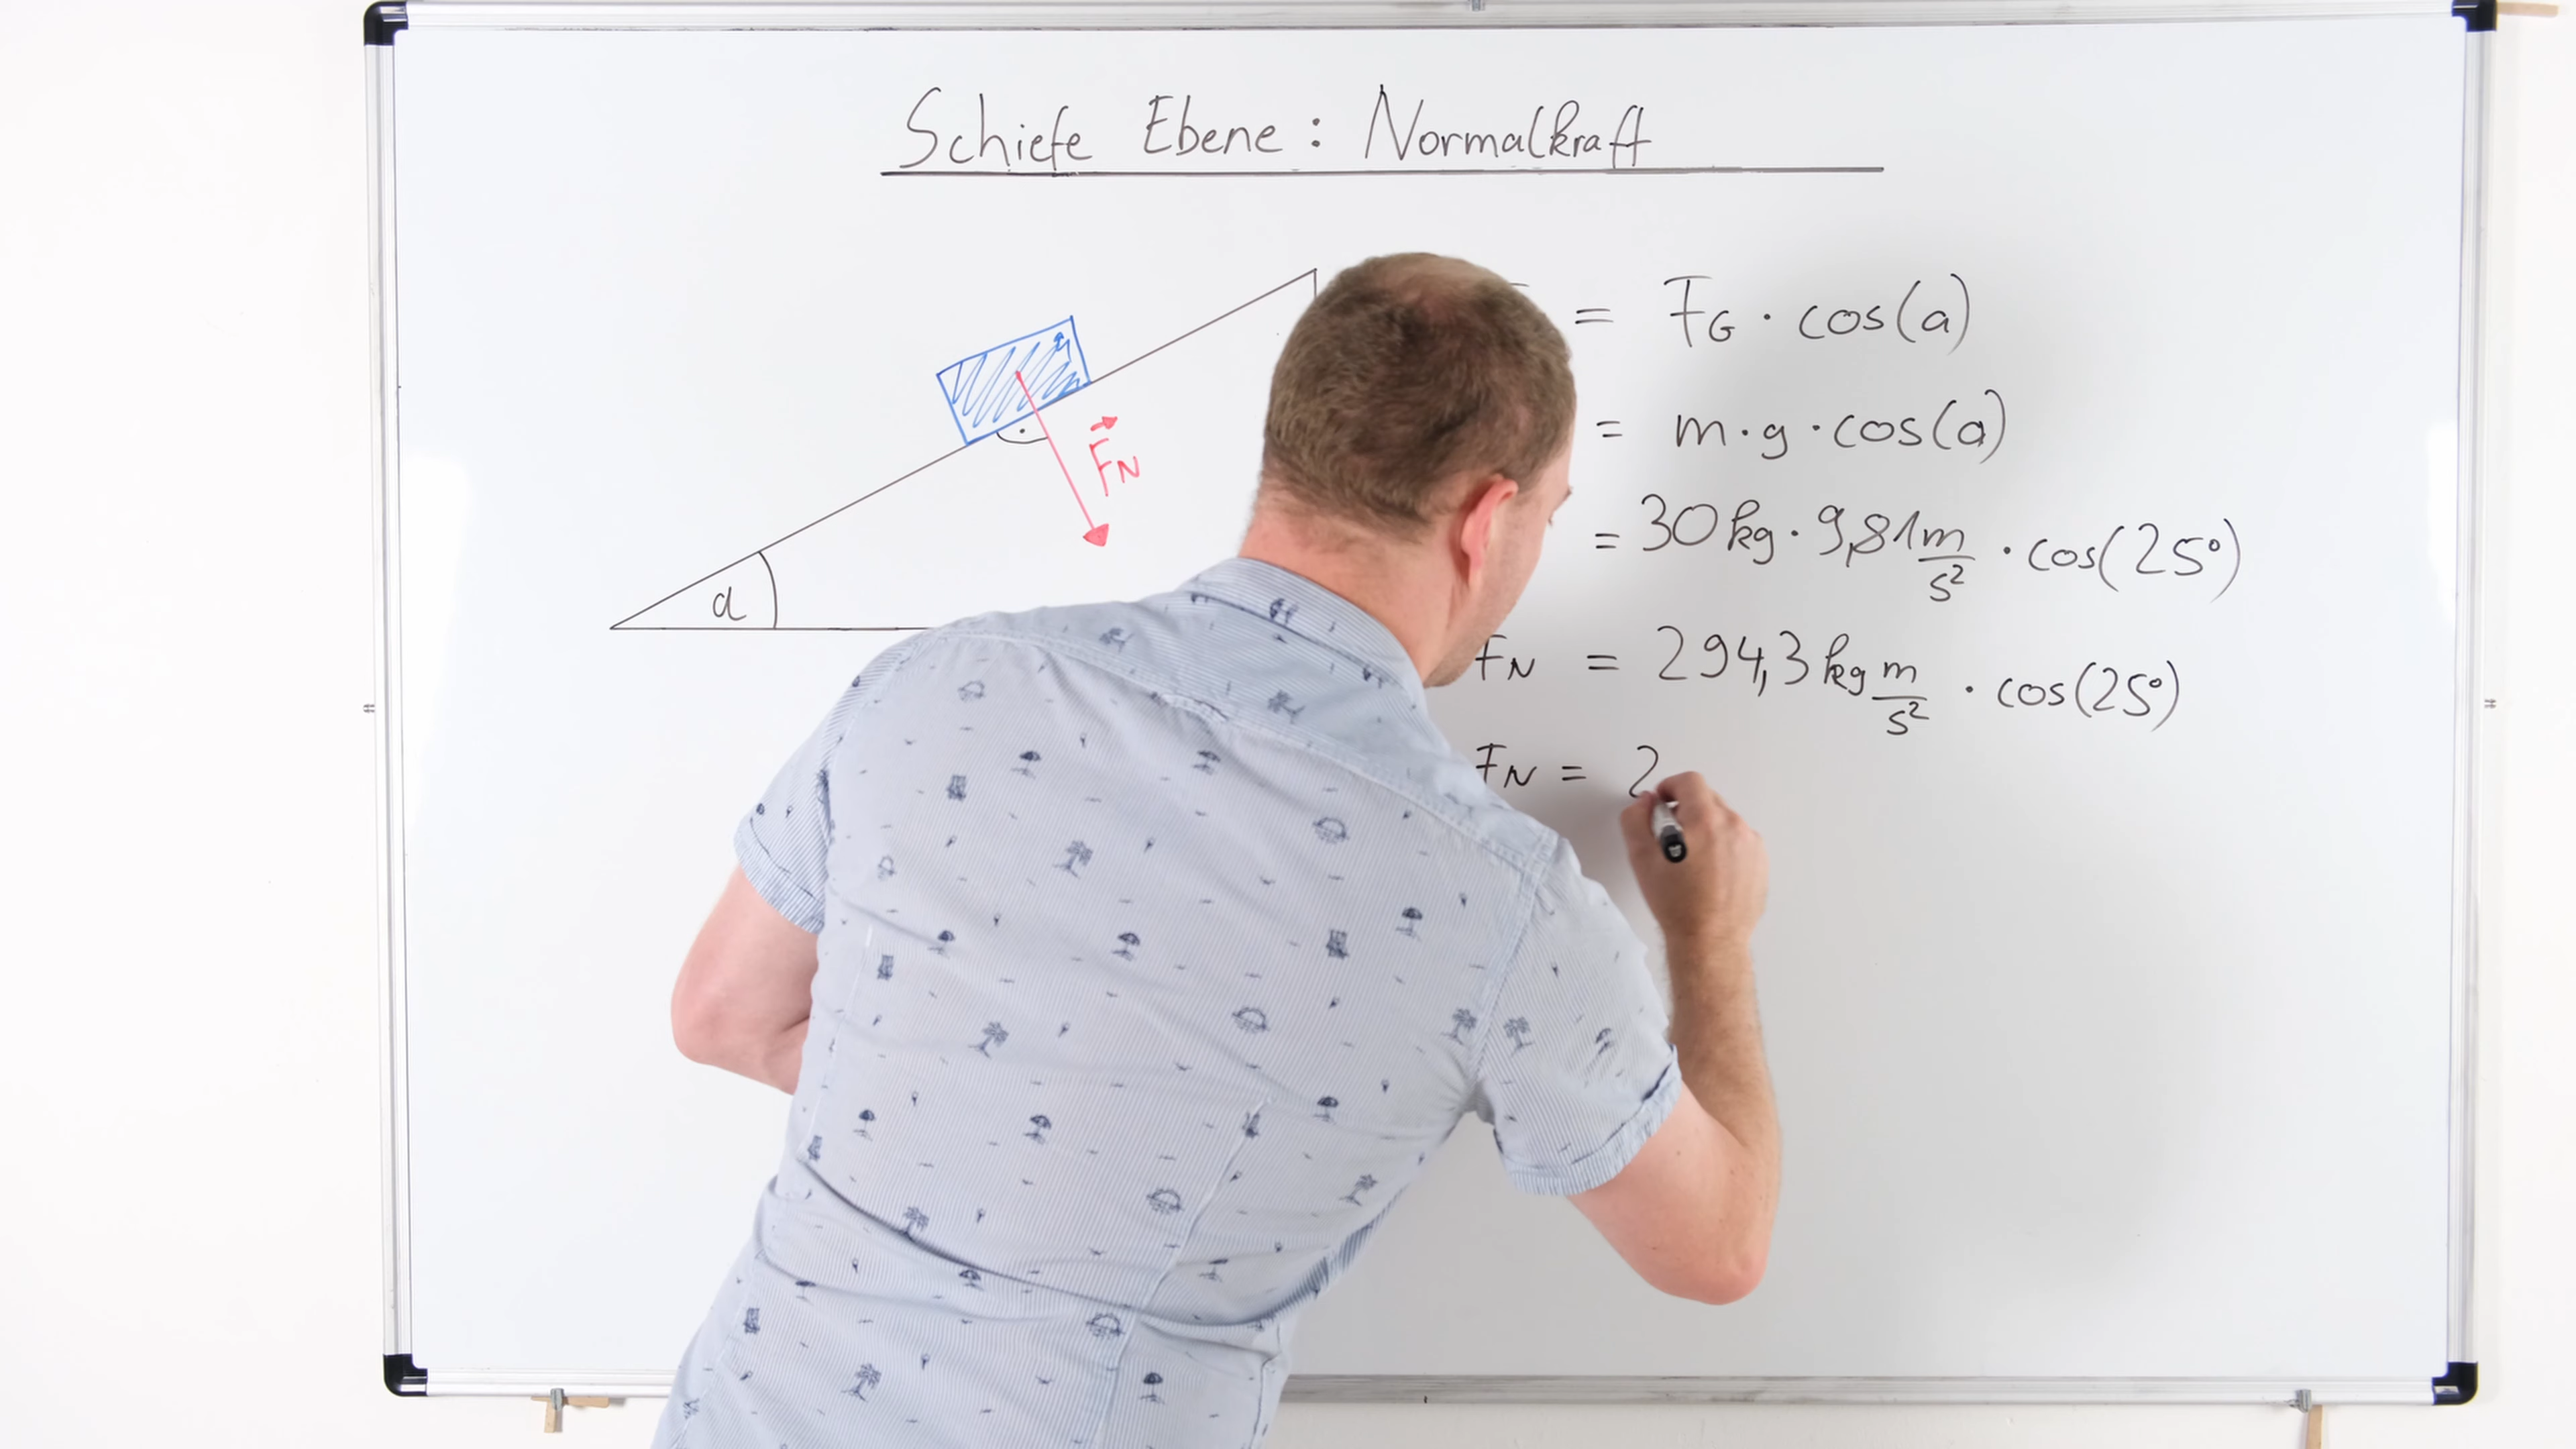 Schiefe Ebene: Normalkraft
= F_G · cos(α)
= m·g·cos(α)
F_N
= 30 kg · 9,81 m/s² · cos(25°)
α
F_N = 294,3 kg m/s² · cos(25°)
F_N = 2